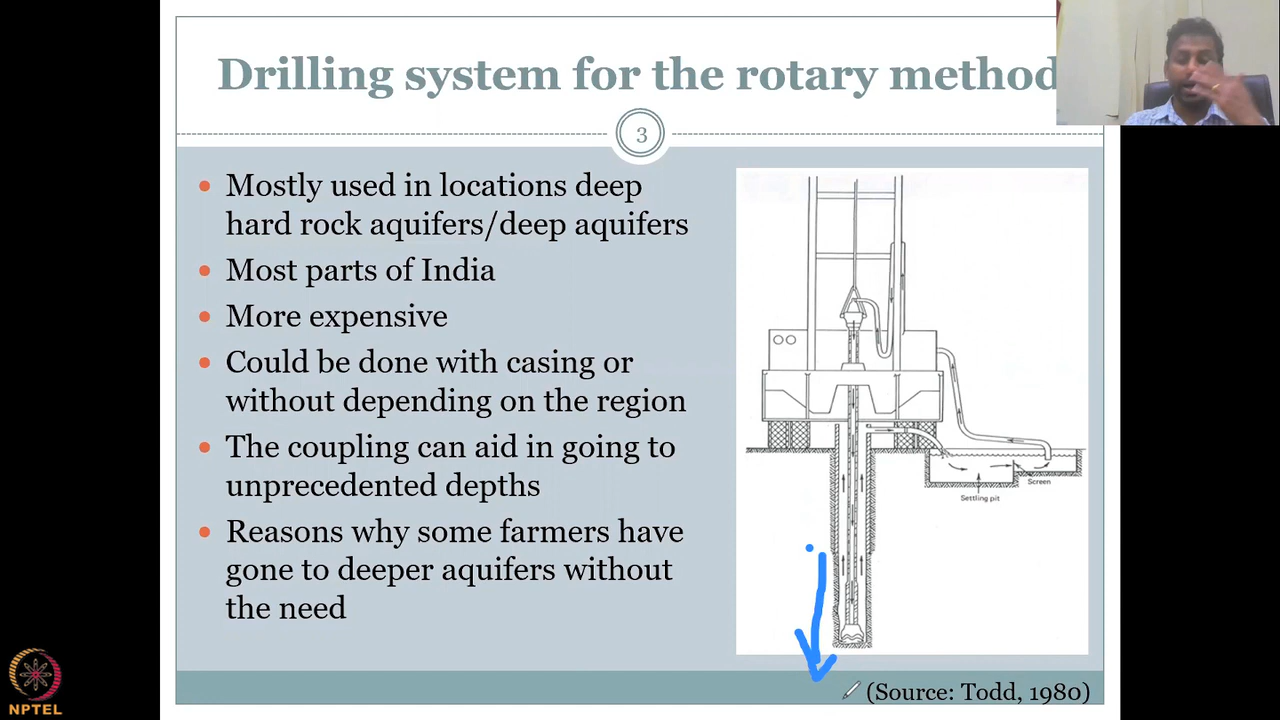 Drilling system for the rotary method
3
• Mostly used in locations deep
hard rock aquifers/deep aquifers
• Most parts of India
• More expensive
• Could be done with casing or
without depending on the region
• The coupling can aid in going to
unprecedented depths
• Reasons why some farmers have
gone to deeper aquifers without
the need
Screen
Settling pit
(Source: Todd, 1980)
NPTEL